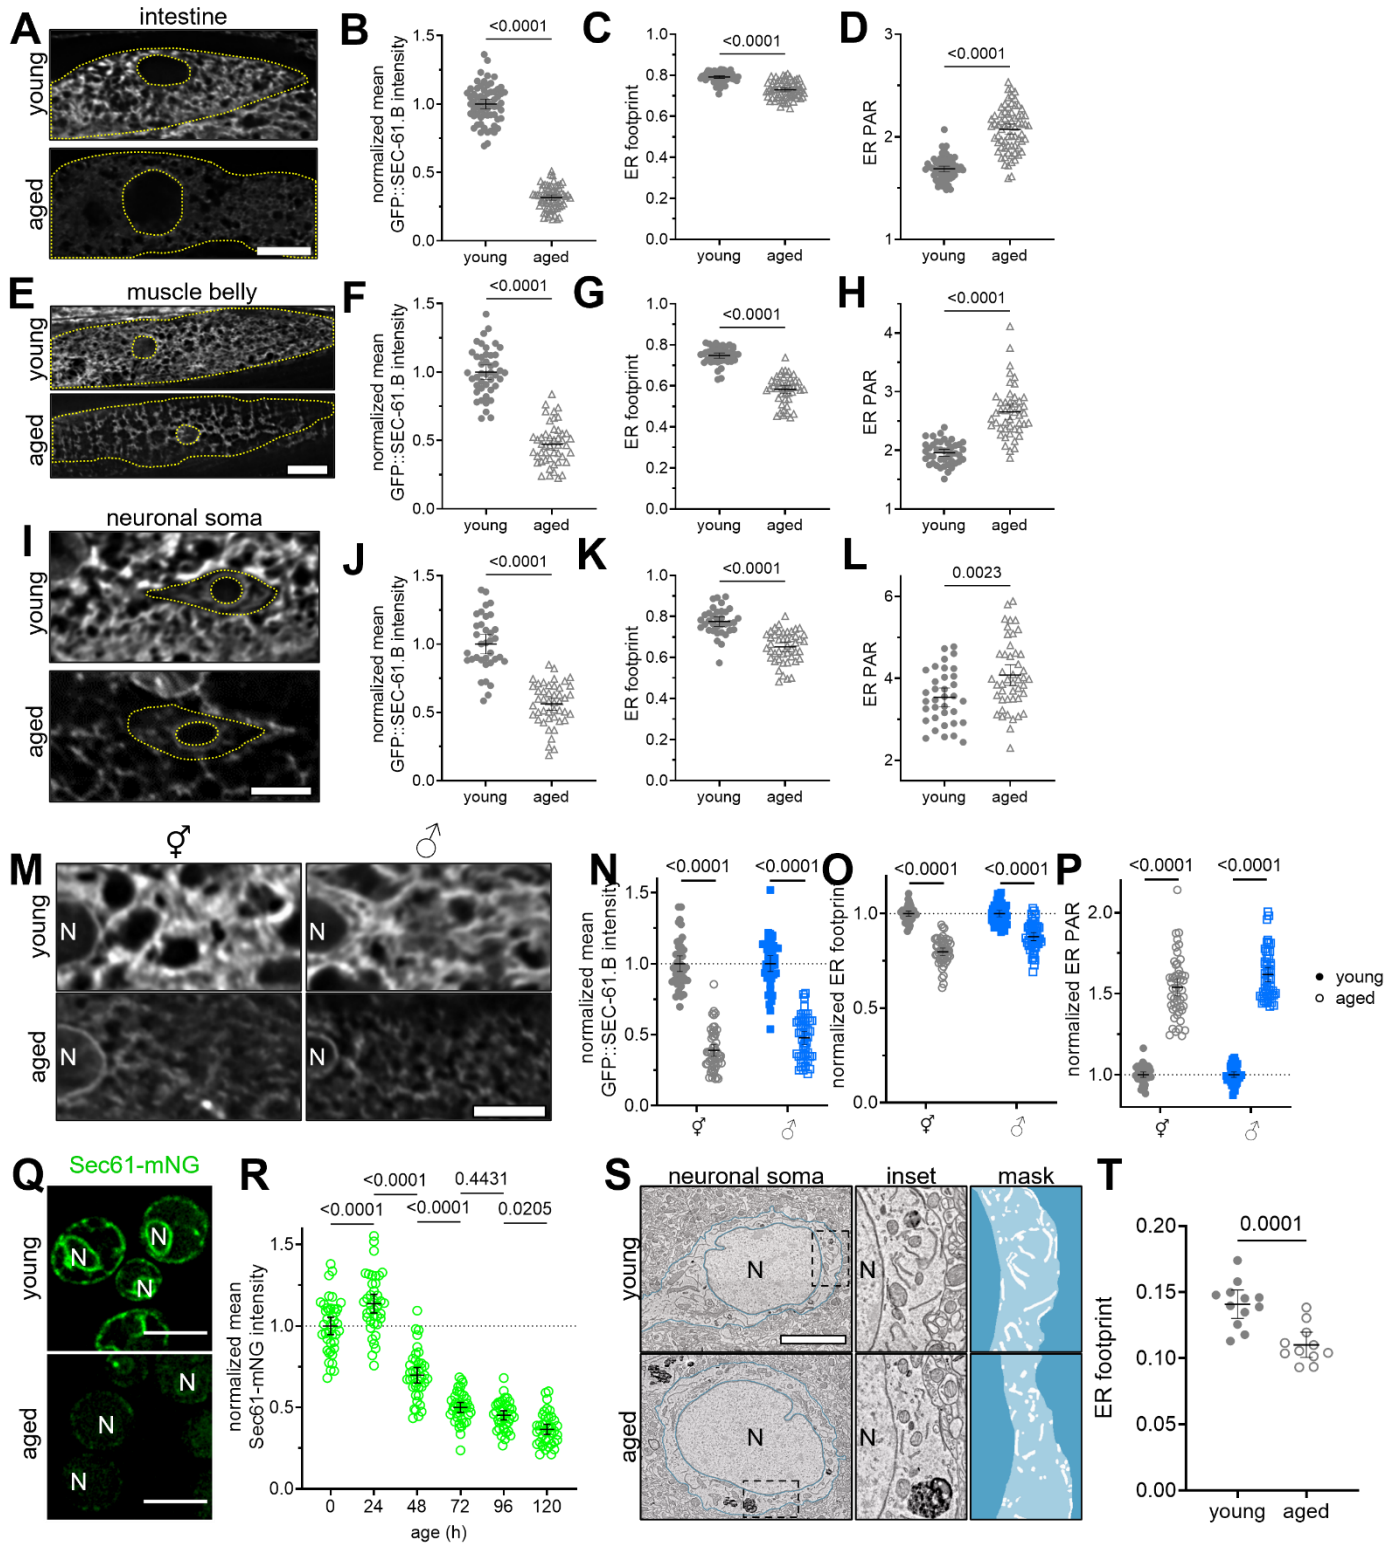 A
intestine
young
aged
B
normalized mean
GFP::SEC-61.B intensity
1.5
1.0
0.5
0.0
<0.0001
young aged
C
ER footprint
1.0
0.8
0.6
0.4
0.2
0.0
<0.0001
young aged
D
ER PAR
3
2
1
<0.0001
young aged
E
muscle belly
young
aged
F
normalized mean
GFP::SEC-61.B intensity
1.5
1.0
0.5
0.0
<0.0001
young aged
G
ER footprint
1.0
0.8
0.6
0.4
0.2
0.0
<0.0001
young aged
H
ER PAR
4
3
2
1
<0.0001
young aged
I
neuronal soma
young
aged
J
normalized mean
GFP::SEC-61.B intensity
1.5
1.0
0.5
0.0
<0.0001
young aged
K
ER footprint
1.0
0.8
0.6
0.4
0.2
0.0
<0.0001
young aged
L
ER PAR
6
4
2
0.0023
young aged
M
⚥ ♂
young
aged
N
N
N
N
normalized mean
GFP::SEC-61.B intensity
1.5
1.0
0.5
0.0
<0.0001 <0.0001
⚥ ♂
O
normalized ER footprint
1.0
0.5
0.0
<0.0001 <0.0001
⚥ ♂
P
normalized ER PAR
2.0
1.5
1.0
<0.0001 <0.0001
⚥ ♂
young
aged
Q
Sec61-mNG
young
aged
N
N
N
N
N
N
R
normalized mean
Sec61-mNG intensity
1.5
1.0
0.5
0.0
<0.0001
<0.0001
<0.0001
0.4431
0.0205
0 24 48 72 96 120
age (h)
S
neuronal soma inset mask
young
aged
N
N
N
N
T
ER footprint
0.20
0.15
0.10
0.05
0.00
0.0001
young aged